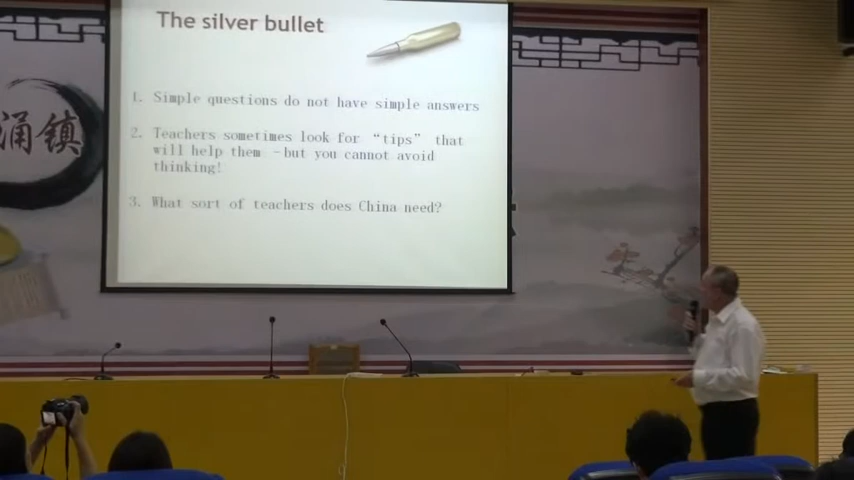 The silver bullet
1. Simple questions do not have simple answers
2. Teachers sometimes look for “tips” that
will help them -but you cannot avoid
thinking!
3. What sort of teachers does China need?
涌镇